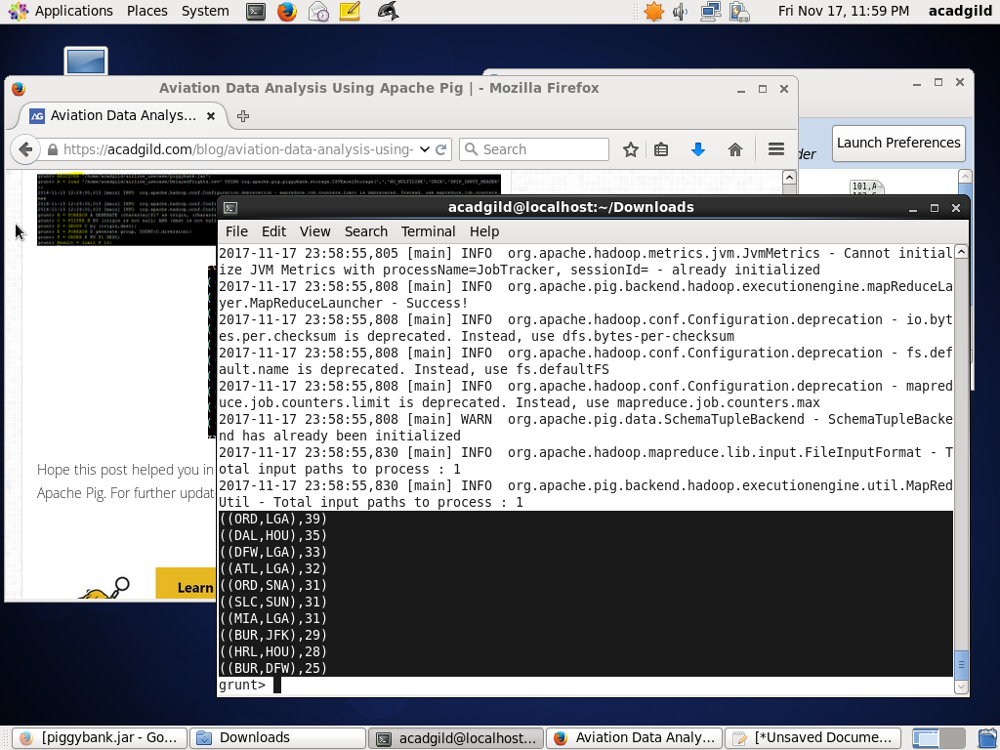 Applications Places System
Fri Nov 17, 11:59 PM acadgild
Aviation Data Analysis Using Apache Pig | - Mozilla Firefox
AG Aviation Data Analys...
https://acadgild.com/blog/aviation-data-analysis-using-
Search
der
Launch Preferences
101,A
acadgild@localhost:~/Downloads
File Edit View Search Terminal Help
2017-11-17 23:58:55,805 [main] INFO  org.apache.hadoop.metrics.jvm.JvmMetrics - Cannot initial
ize JVM Metrics with processName=JobTracker, sessionId= - already initialized
2017-11-17 23:58:55,808 [main] INFO  org.apache.pig.backend.hadoop.executionengine.mapReduceLa
yer.MapReduceLauncher - Success!
2017-11-17 23:58:55,808 [main] INFO  org.apache.hadoop.conf.Configuration.deprecation - io.byt
es.per.checksum is deprecated. Instead, use dfs.bytes-per-checksum
2017-11-17 23:58:55,808 [main] INFO  org.apache.hadoop.conf.Configuration.deprecation - fs.def
ault.name is deprecated. Instead, use fs.defaultFS
2017-11-17 23:58:55,808 [main] INFO  org.apache.hadoop.conf.Configuration.deprecation - mapred
uce.job.counters.limit is deprecated. Instead, use mapreduce.job.counters.max
2017-11-17 23:58:55,808 [main] WARN  org.apache.pig.data.SchemaTupleBackend - SchemaTupleBacke
nd has already been initialized
2017-11-17 23:58:55,830 [main] INFO  org.apache.hadoop.mapreduce.lib.input.FileInputFormat - T
otal input paths to process : 1
2017-11-17 23:58:55,830 [main] INFO  org.apache.pig.backend.hadoop.executionengine.util.MapRed
Util - Total input paths to process : 1
((ORD,LGA),39)
((DAL,HOU),35)
((DFW,LGA),33)
((ATL,LGA),32)
((ORD,SNA),31)
((SLC,SUN),31)
((MIA,LGA),31)
((BUR,JFK),29)
((HRL,HOU),28)
((BUR,DFW),25)
grunt>
Hope this post helped you in
Apache Pig. For further updat
Learn
[piggybank.jar - Go...
Downloads
acadgild@localhost...
Aviation Data Analy...
[*Unsaved Docume...